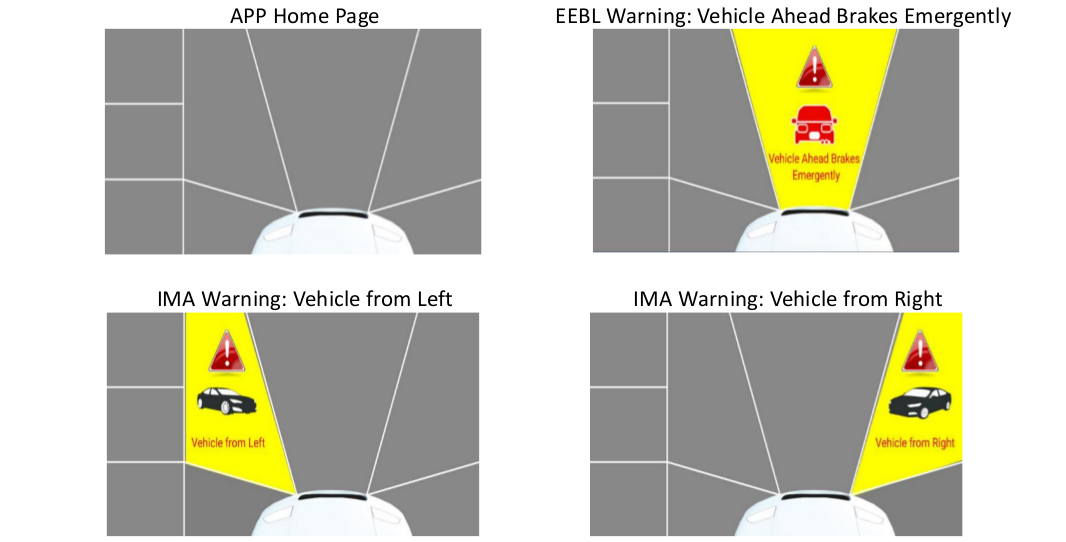 APP Home Page
EEBL Warning: Vehicle Ahead Brakes Emergently
Vehicle Ahead Brakes
Emergently
IMA Warning: Vehicle from Left
IMA Warning: Vehicle from Right
Vehicle from Left
Vehicle from Right